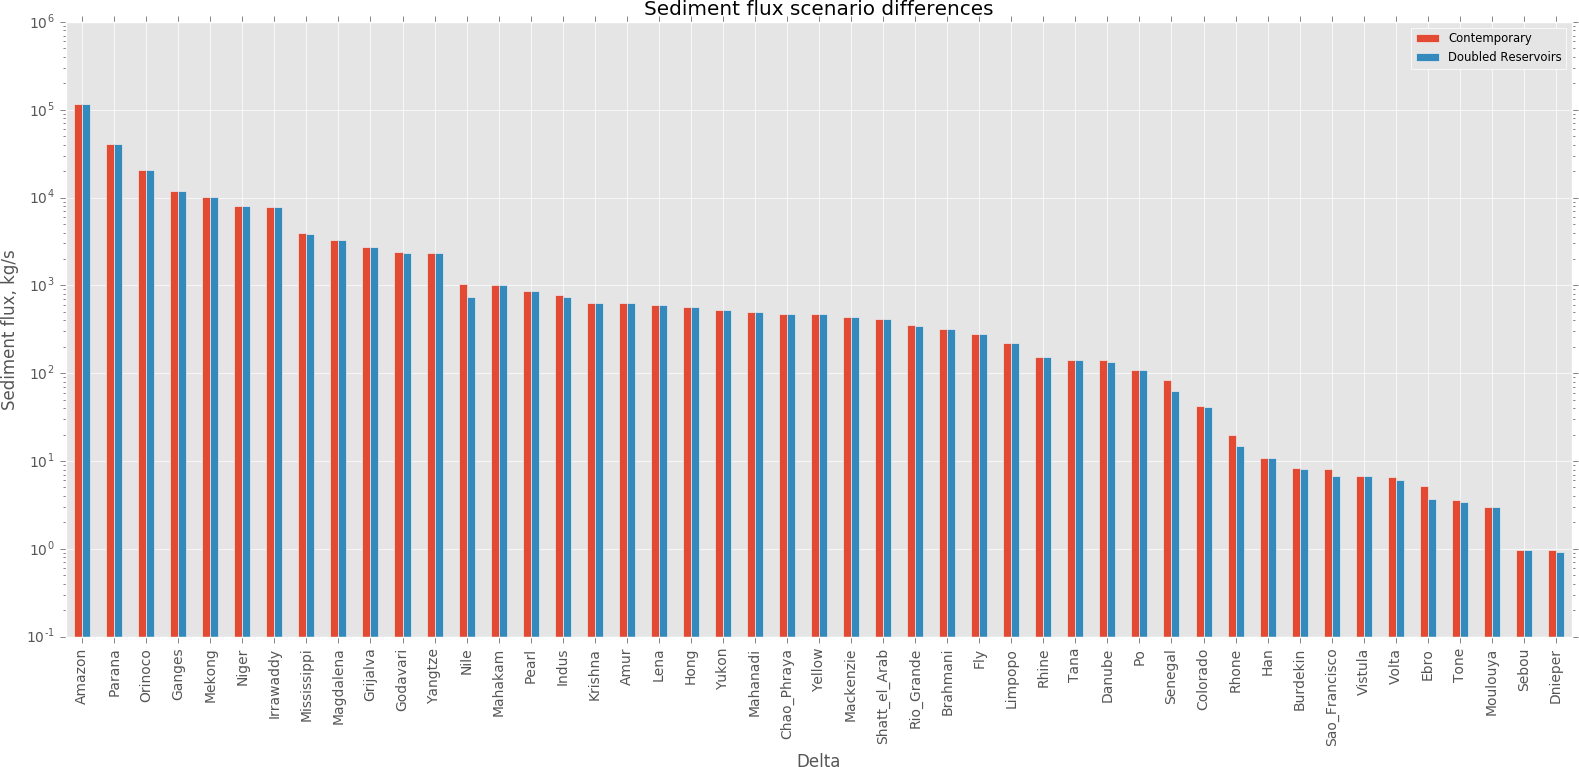 Sediment flux scenario differences
Contemporary
Doubled Reservoirs
Sediment flux, kg/s
10^6
10^5
10^4
10^3
10^2
10^1
10^0
10^-1
Amazon
Parana
Orinoco
Ganges
Mekong
Niger
Irrawaddy
Mississippi
Magdalena
Grijalva
Godavari
Yangtze
Nile
Mahakam
Pearl
Indus
Krishna
Amur
Lena
Hong
Yukon
Mahanadi
Chao_Phraya
Yellow
Mackenzie
Shatt_el_Arab
Rio_Grande
Brahmani
Fly
Limpopo
Rhine
Tana
Danube
Po
Senegal
Colorado
Rhone
Han
Burdekin
Sao_Francisco
Vistula
Volta
Ebro
Tone
Moulouya
Sebou
Dnieper
Delta